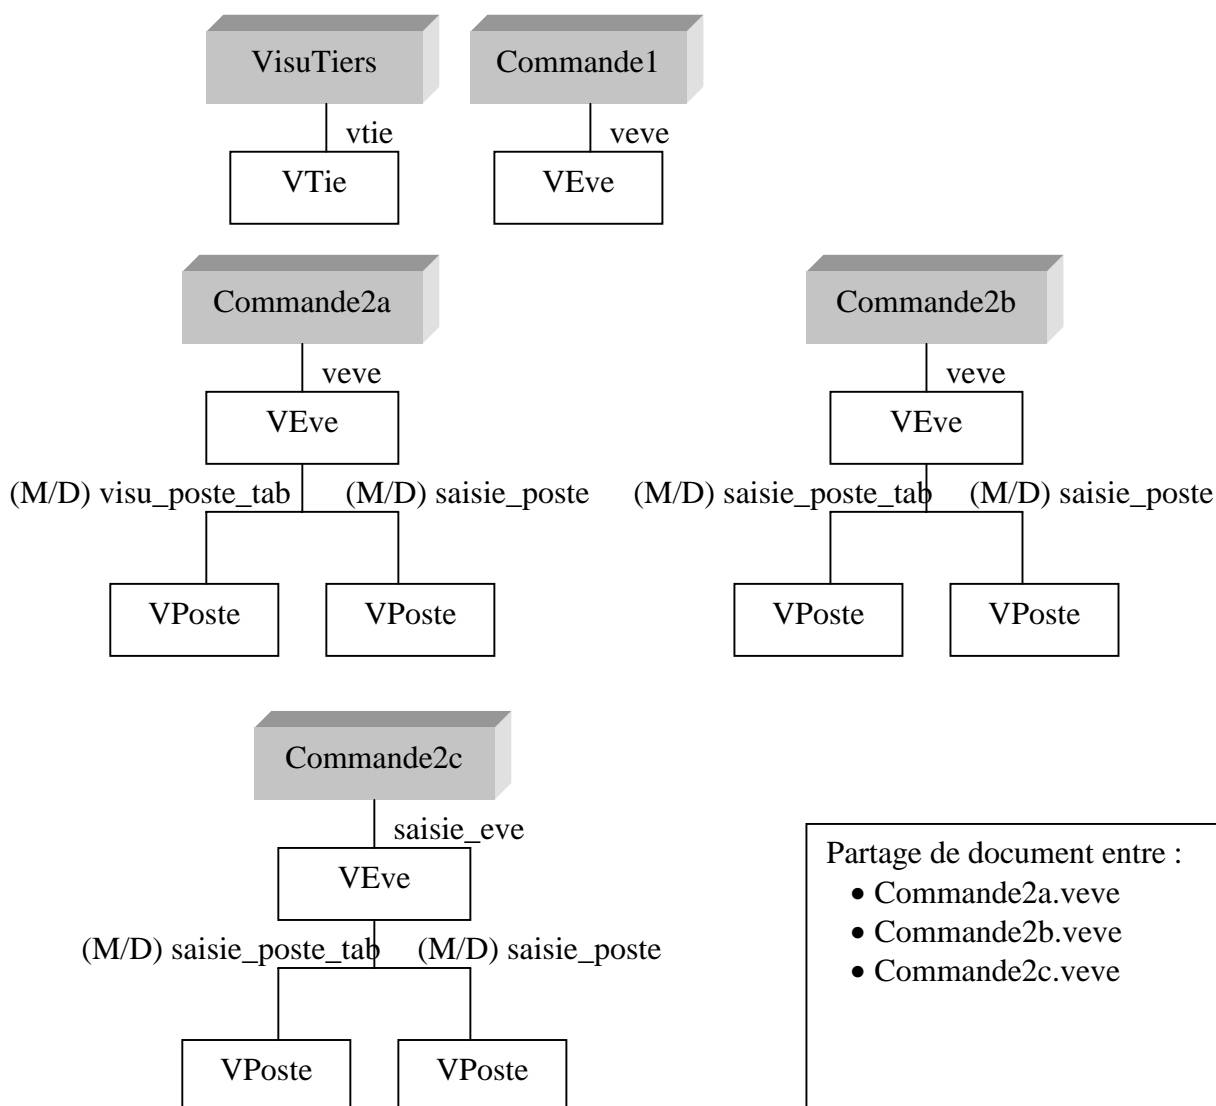 VisuTiers
Commande1
vtie
veve
VTie
VEve
Commande2a
Commande2b
veve
veve
VEve
VEve
(M/D) visu_poste_tab
(M/D) saisie_poste
(M/D) saisie_poste_tab
(M/D) saisie_poste
VPoste
VPoste
VPoste
VPoste
Commande2c
saisie_eve
VEve
(M/D) saisie_poste_tab
(M/D) saisie_poste
VPoste
VPoste
Partage de document entre :
• Commande2a.veve
• Commande2b.veve
• Commande2c.veve